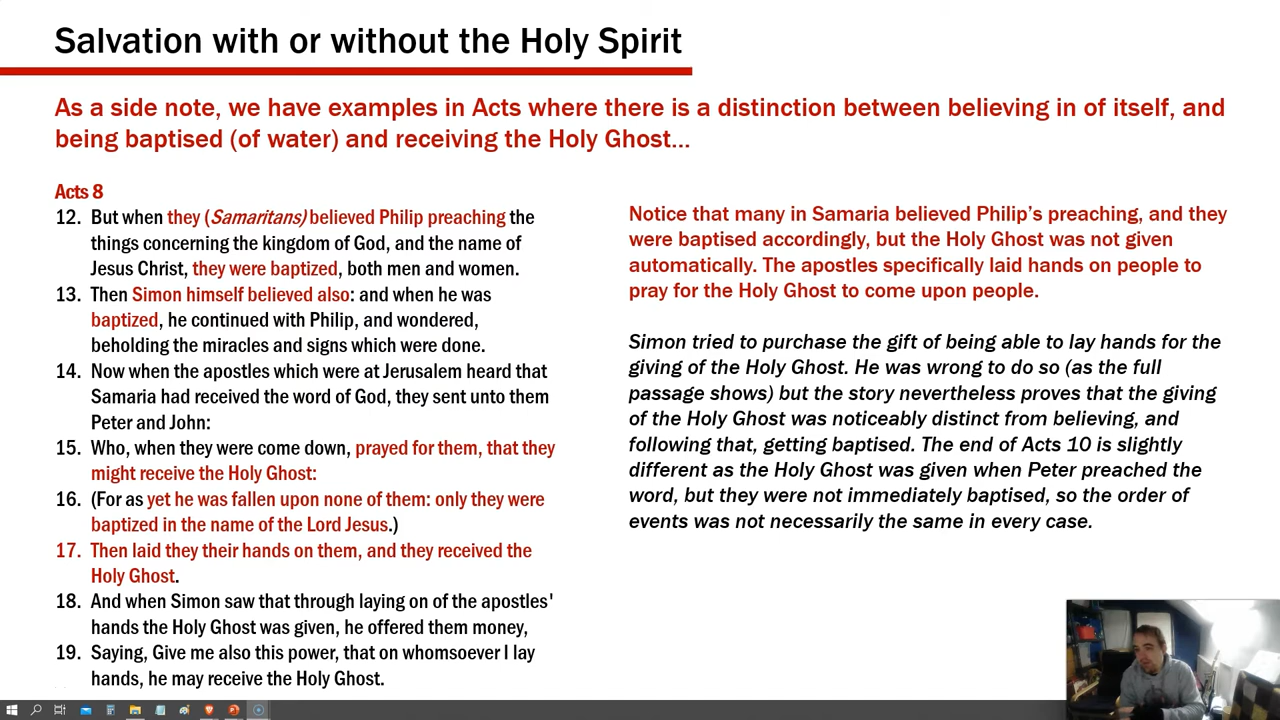 Salvation with or without the Holy Spirit
As a side note, we have examples in Acts where there is a distinction between believing in of itself, and
being baptised (of water) and receiving the Holy Ghost...
Acts 8
12. But when they (Samaritans) believed Philip preaching the
things concerning the kingdom of God, and the name of
Jesus Christ, they were baptized, both men and women.
13. Then Simon himself believed also: and when he was
baptized, he continued with Philip, and wondered,
beholding the miracles and signs which were done.
14. Now when the apostles which were at Jerusalem heard that
Samaria had received the word of God, they sent unto them
Peter and John:
15. Who, when they were come down, prayed for them, that they
might receive the Holy Ghost:
16. (For as yet he was fallen upon none of them: only they were
baptized in the name of the Lord Jesus.)
17. Then laid they their hands on them, and they received the
Holy Ghost.
18. And when Simon saw that through laying on of the apostles'
hands the Holy Ghost was given, he offered them money,
19. Saying, Give me also this power, that on whomsoever I lay
hands, he may receive the Holy Ghost.
Notice that many in Samaria believed Philip’s preaching, and they
were baptised accordingly, but the Holy Ghost was not given
automatically. The apostles specifically laid hands on people to
pray for the Holy Ghost to come upon people.
Simon tried to purchase the gift of being able to lay hands for the
giving of the Holy Ghost. He was wrong to do so (as the full
passage shows) but the story nevertheless proves that the giving
of the Holy Ghost was noticeably distinct from believing, and
following that, getting baptised. The end of Acts 10 is slightly
different as the Holy Ghost was given when Peter preached the
word, but they were not immediately baptised, so the order of
events was not necessarily the same in every case.